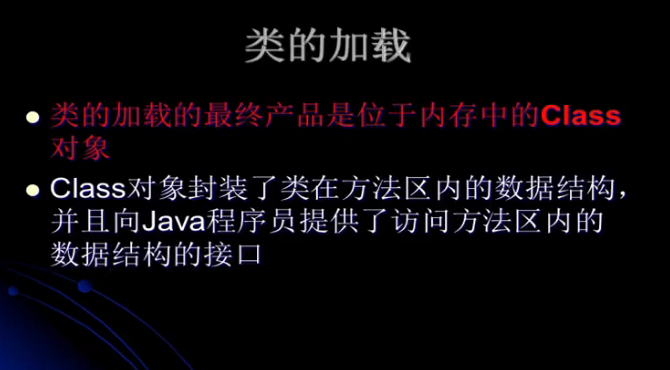 类的加载
类的加载的最终产品是位于内存中的Class
对象
Class对象封装了类在方法区内的数据结构，
并且向Java程序员提供了访问方法区内的
数据结构的接口